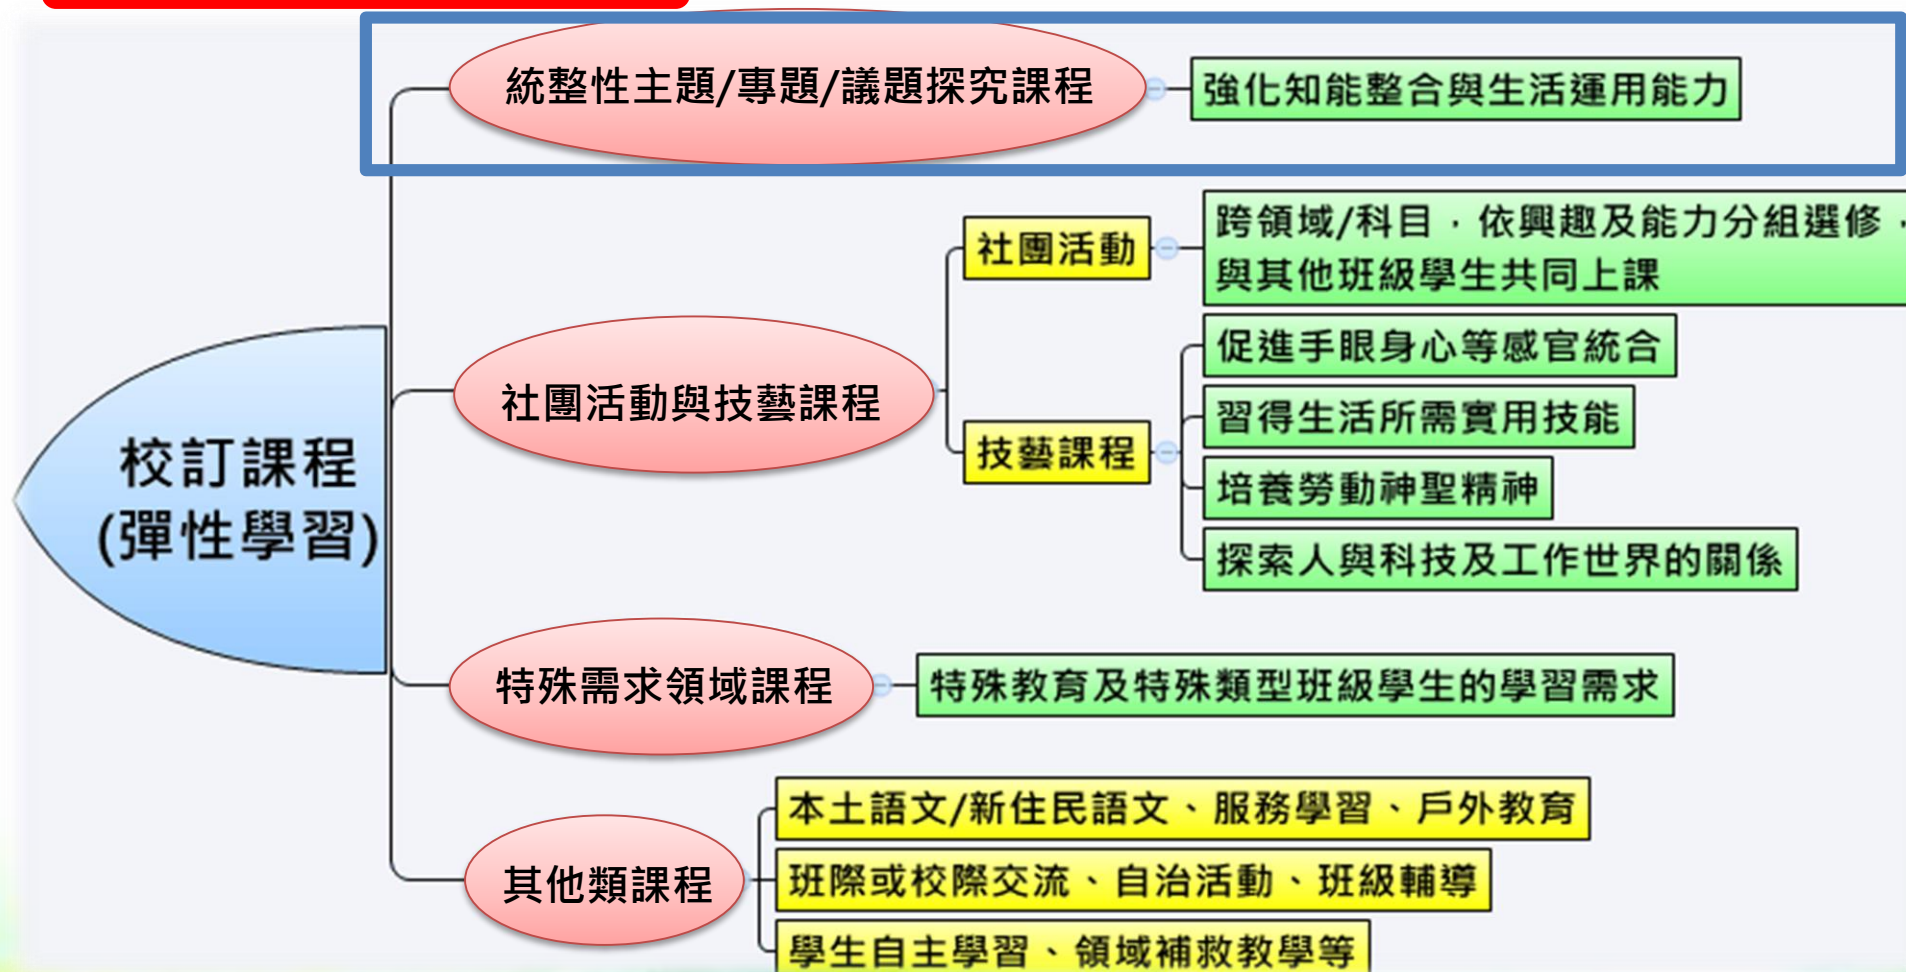 統整性主題/專題/議題探究課程
強化知能整合與生活運用能力
校訂課程
(彈性學習)
社團活動與技藝課程
社團活動
跨領域/科目，依興趣及能力分組選修，
與其他班級學生共同上課
技藝課程
促進手眼身心等感官統合
習得生活所需實用技能
培養勞動神聖精神
探索人與科技及工作世界的關係
特殊需求領域課程
特殊教育及特殊類型班級學生的學習需求
其他類課程
本土語文/新住民語文、服務學習、戶外教育
班際或校際交流、自治活動、班級輔導
學生自主學習、領域補救教學等